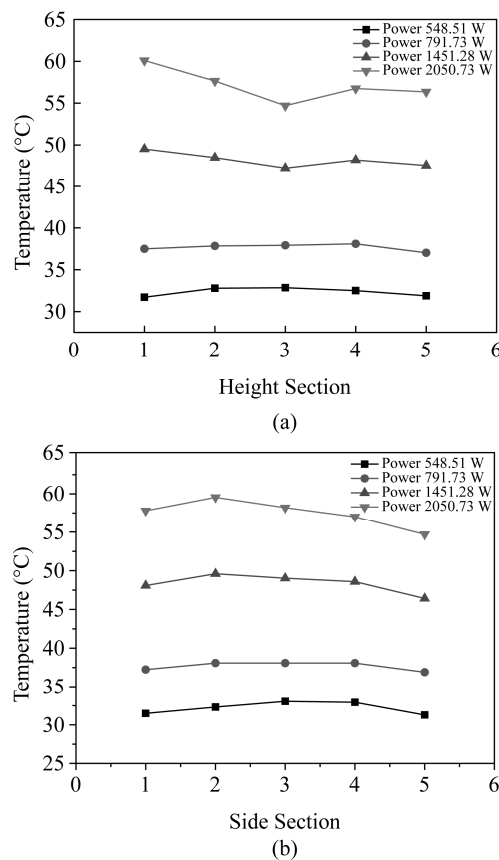 65
60
55
50
45
40
35
30
Temperature (°C)
Power 548.51 W
Power 791.73 W
Power 1451.28 W
Power 2050.73 W
0 1 2 3 4 5 6
Height Section
(a)
65
60
55
50
45
40
35
30
25
Temperature (°C)
Power 548.51 W
Power 791.73 W
Power 1451.28 W
Power 2050.73 W
0 1 2 3 4 5 6
Side Section
(b)